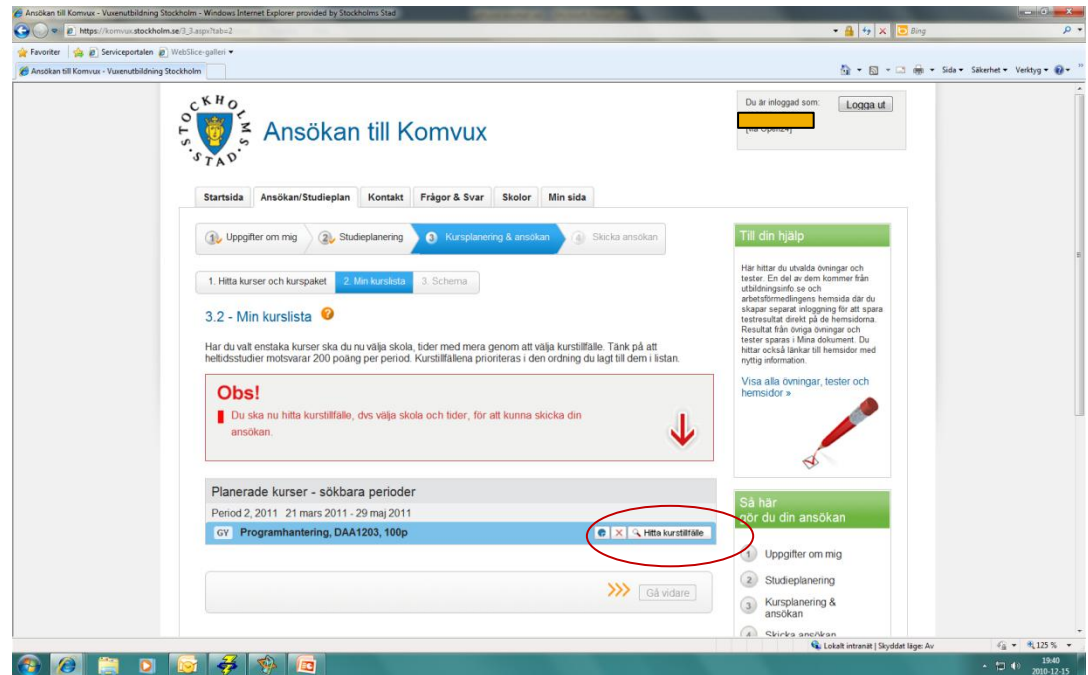 Ansökan till Komvux - Vuxenutbildning Stockholm - Windows Internet Explorer provided by Stockholms Stad
https://komvux.stockholm.se/3_3.aspx?tab=2
Bing
Favoriter Serviceportalen WebSlice-galleri
Ansökan till Komvux - Vuxenutbildning Stockholm
Sida Säkerhet Verktyg
STOCKHOLMS STAD
Ansökan till Komvux
Du är inloggad som:
Logga ut
[via Open24]
Startsida Ansökan/Studieplan Kontakt Frågor & Svar Skolor Min sida
1 Uppgifter om mig 2 Studieplanering 3 Kursplanering & ansökan 4 Skicka ansökan
1. Hitta kurser och kurspaket 2. Min kurslista 3. Schema
3.2 - Min kurslista ?
Har du valt enstaka kurser ska du nu välja skola, tider med mera genom att välja kurstillfälle. Tänk på att
heltidsstudier motsvarar 200 poäng per period. Kurstillfällena prioriteras i den ordning du lagt till dem i listan.
Obs!
Du ska nu hitta kurstillfälle, dvs välja skola och tider, för att kunna skicka din
ansökan.
Planerade kurser - sökbara perioder
Period 2, 2011 21 mars 2011 - 29 maj 2011
GY Programhantering, DAA1203, 100p
Hitta kurstillfälle
Gå vidare
Till din hjälp
Här hittar du utvalda övningar och
tester. En del av dem kommer från
utbildningsinfo.se och
arbetsförmedlingens hemsida där du
skapar separat inloggning för att spara
testresultat direkt på de hemsidorna.
Resultat från övriga övningar och
tester sparas i Mina dokument. Du
hittar också länkar till hemsidor med
nyttig information.
Visa alla övningar, tester och
hemsidor »
Så här
gör du din ansökan
1 Uppgifter om mig
2 Studieplanering
3 Kursplanering &
ansökan
4 Skicka ansökan
Lokalt intranät | Skyddat läge: Av
125 %
19:40
2010-12-15